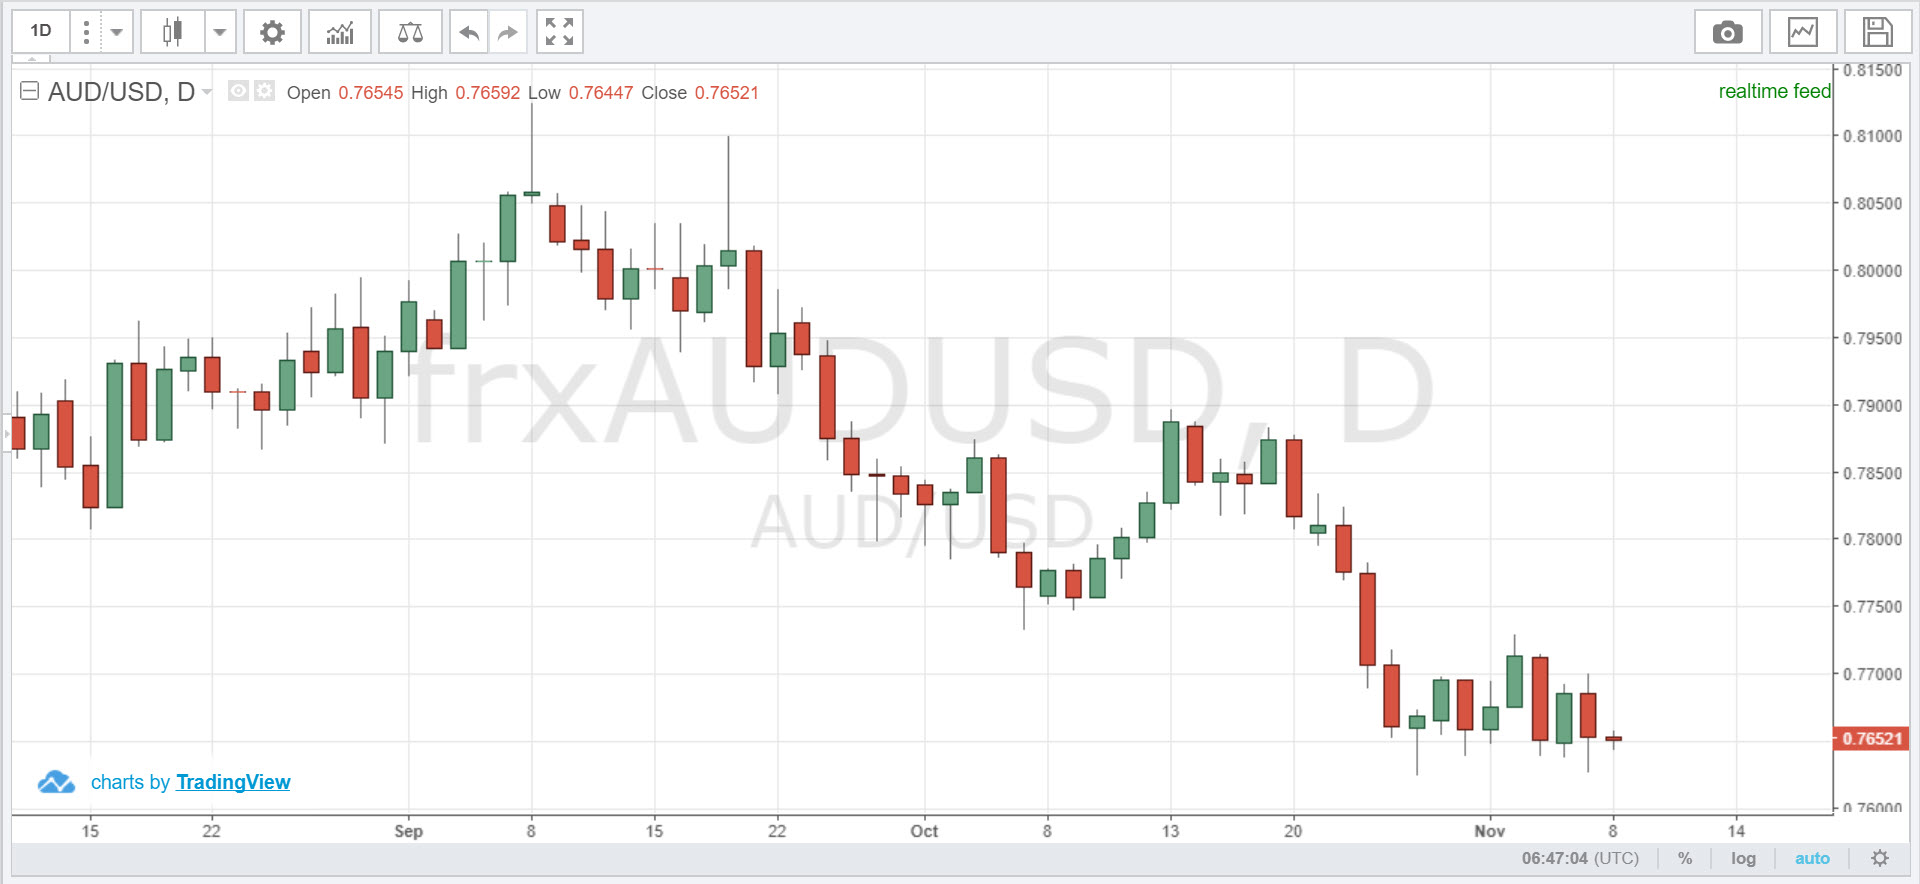 1D
AUD/USD, D Open 0.76545 High 0.76592 Low 0.76447 Close 0.76521
realtime feed
0.81500
0.81000
0.80500
0.80000
0.79500
0.79000
0.78500
0.78000
0.77500
0.77000
0.76521
0.76000
frxAUDUSD, D
AUD/USD
charts by TradingView
15 22 Sep 8 15 22 Oct 8 13 20 Nov 8 14
06:47:04 (UTC) % log auto